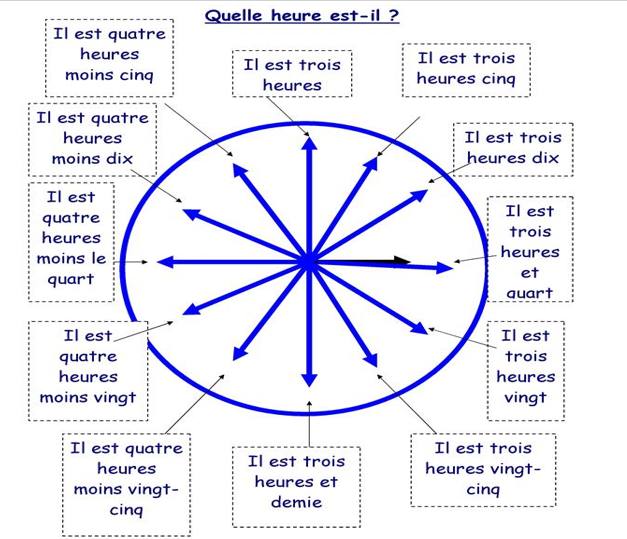 Quelle heure est-il ?
Il est quatre
heures
moins cinq
Il est trois
heures
Il est trois
heures cinq
Il est quatre
heures
moins dix
Il est trois
heures dix
Il est
quatre
heures
moins le
quart
Il est
trois
heures
et
quart
Il est
quatre
heures
moins vingt
Il est
trois
heures
vingt
Il est quatre
heures
moins vingt-
cinq
Il est trois
heures et
demie
Il est trois
heures vingt-
cinq